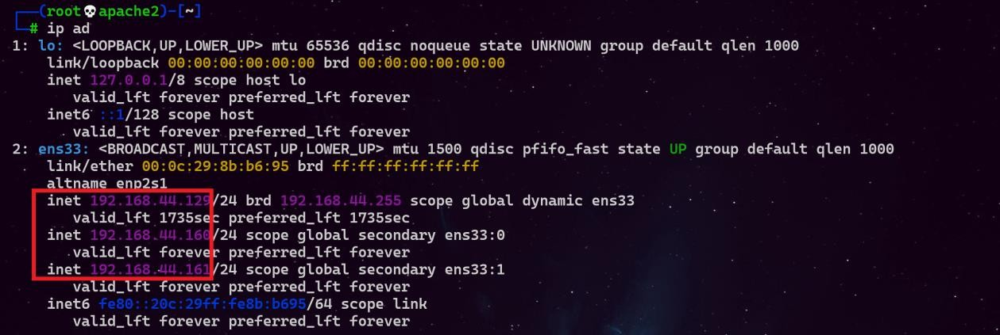 ┌──(root💀apache2)-[~]
└─# ip ad
1: lo: <LOOPBACK,UP,LOWER_UP> mtu 65536 qdisc noqueue state UNKNOWN group default qlen 1000
    link/loopback 00:00:00:00:00:00 brd 00:00:00:00:00:00
    inet 127.0.0.1/8 scope host lo
       valid_lft forever preferred_lft forever
    inet6 ::1/128 scope host
       valid_lft forever preferred_lft forever
2: ens33: <BROADCAST,MULTICAST,UP,LOWER_UP> mtu 1500 qdisc pfifo_fast state UP group default qlen 1000
    link/ether 00:0c:29:8b:b6:95 brd ff:ff:ff:ff:ff:ff
    altname enp2s1
    inet 192.168.44.129/24 brd 192.168.44.255 scope global dynamic ens33
       valid_lft 1735sec preferred_lft 1735sec
    inet 192.168.44.160/24 scope global secondary ens33:0
       valid_lft forever preferred_lft forever
    inet 192.168.44.161/24 scope global secondary ens33:1
       valid_lft forever preferred_lft forever
    inet6 fe80::20c:29ff:fe8b:b695/64 scope link
       valid_lft forever preferred_lft forever